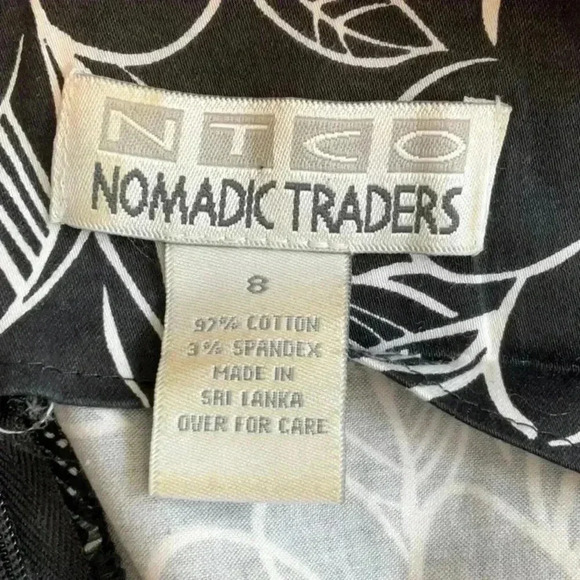 NTCO
NOMADIC TRADERS
8
97% COTTON
3% SPANDEX
MADE IN
SRI LANKA
OVER FOR CARE